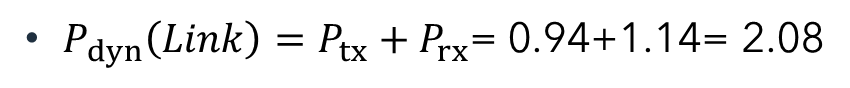 • P_dyn(Link) = P_tx + P_rx= 0.94+1.14= 2.08